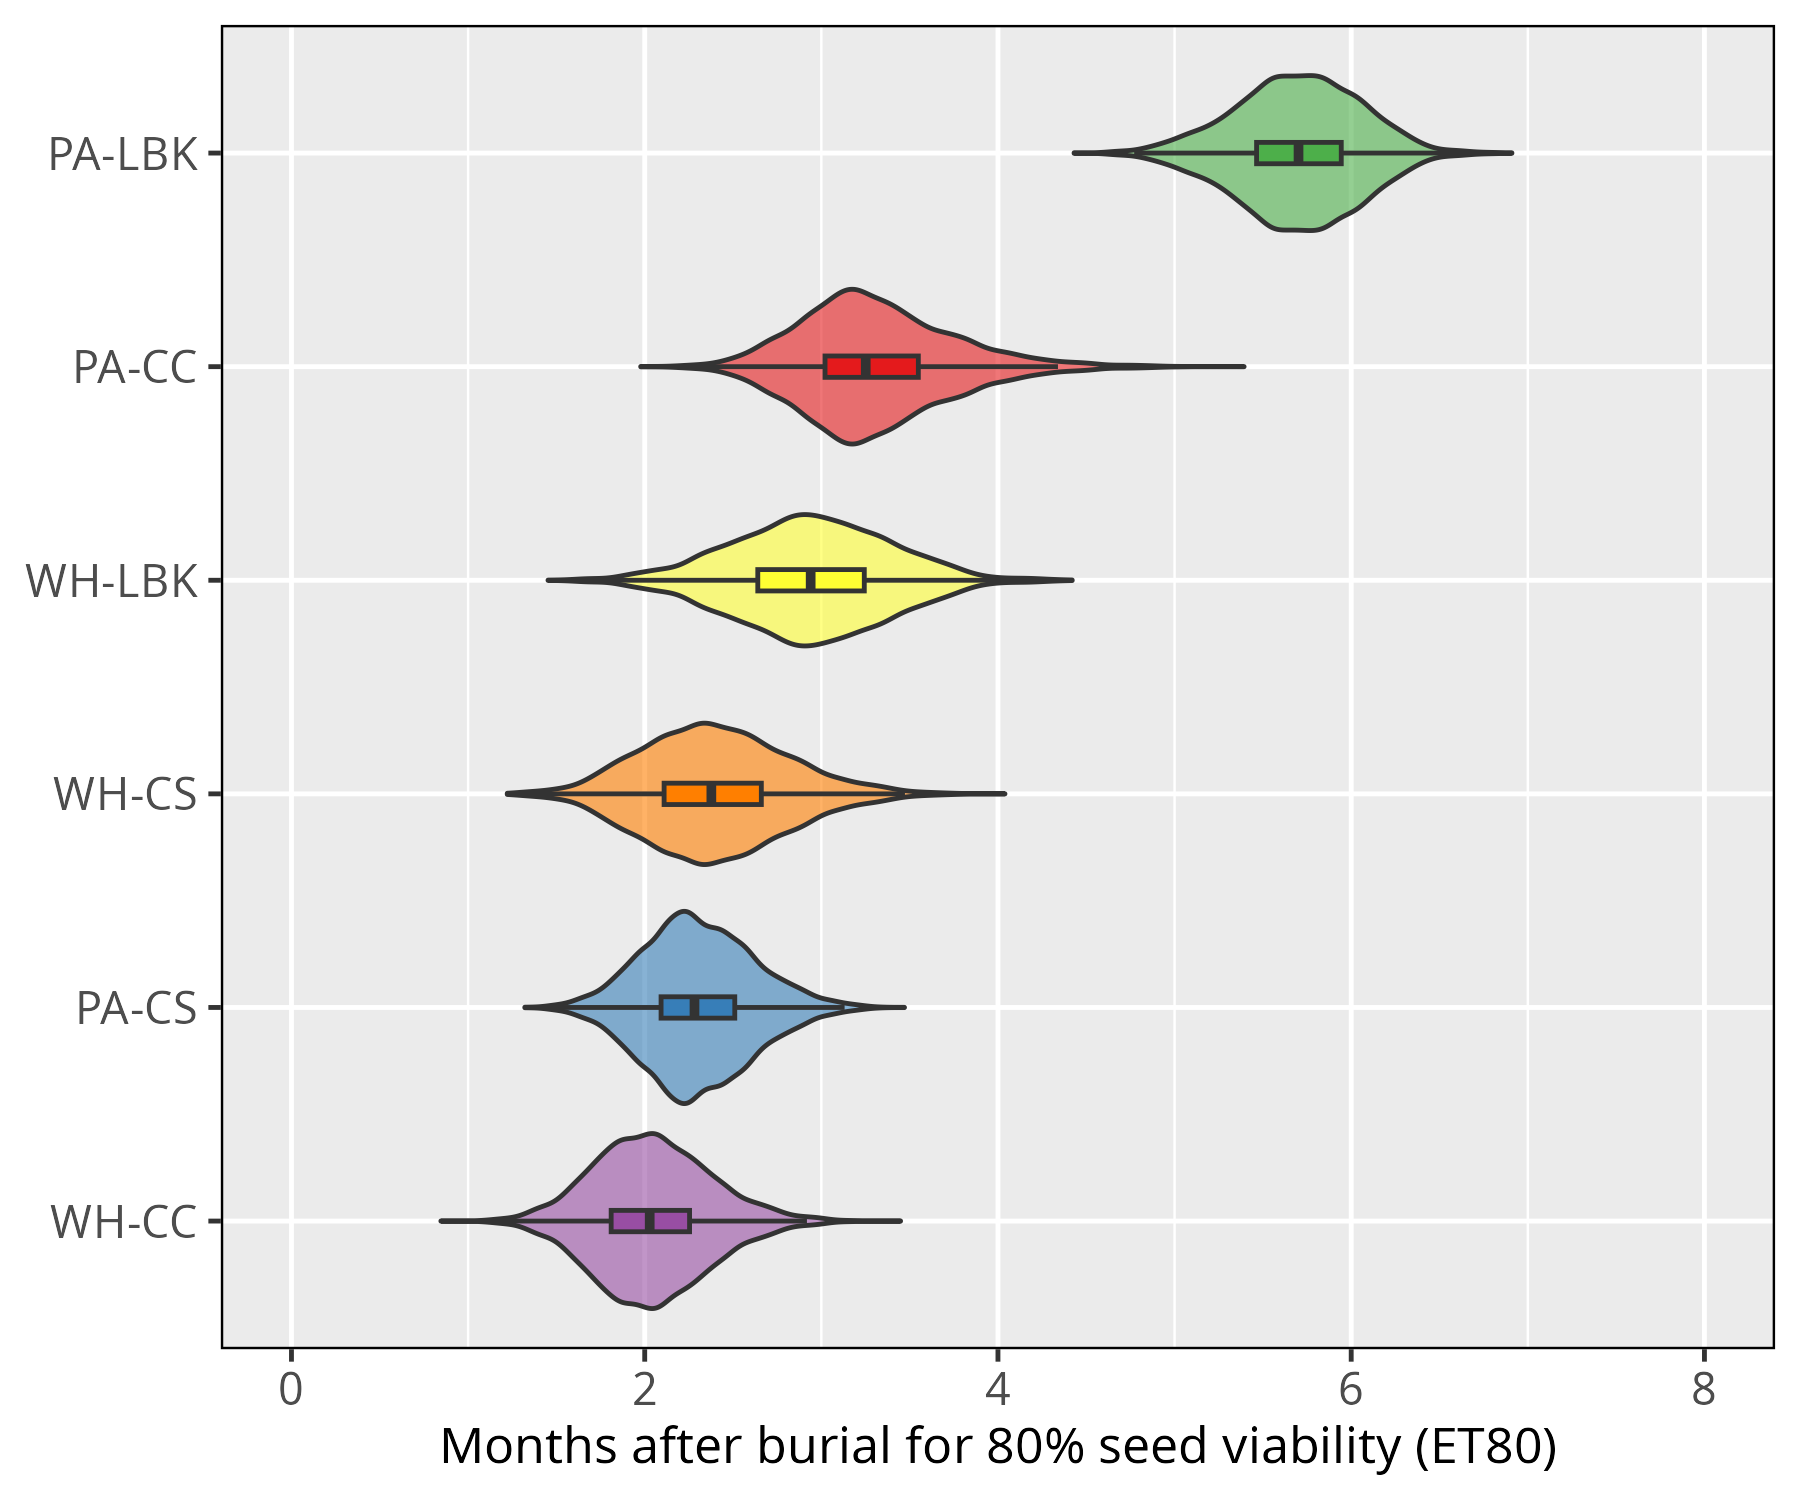 PA-LBK
PA-CC
WH-LBK
WH-CS
PA-CS
WH-CC
0 2 4 6 8
Months after burial for 80% seed viability (ET80)